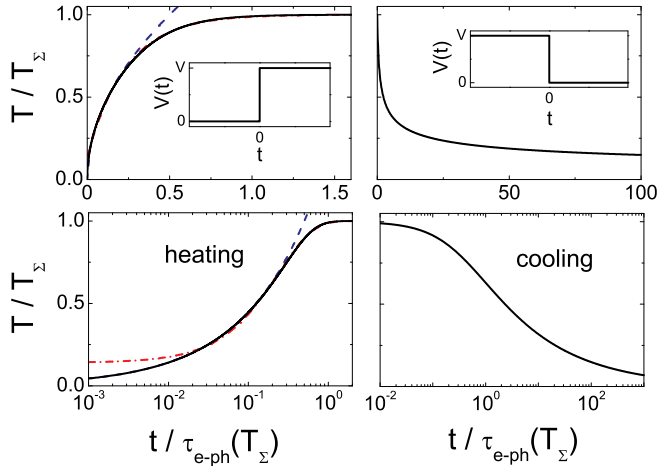 1.0
0.5
0.0
T / T_Σ
V(t)
V
0
0
t
0 0.5 1.0 1.5
V(t)
V
0
0
t
0 50 100
1.0
0.5
0.0
T / T_Σ
heating
10^-3 10^-2 10^-1 10^0
t / τ_e-ph(T_Σ)
cooling
10^-2 10^0 10^2
t / τ_e-ph(T_Σ)